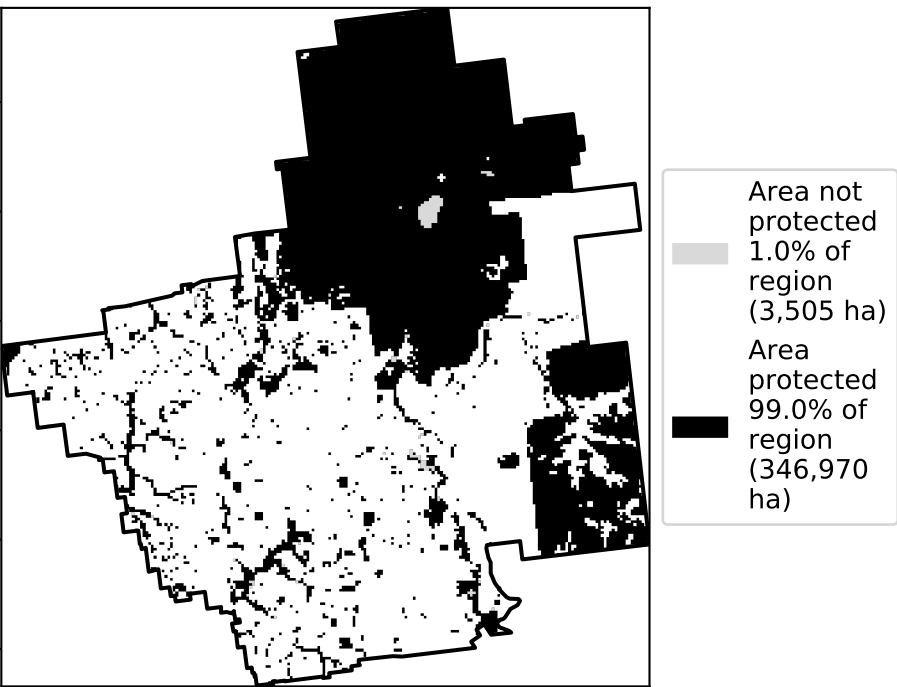 Area not
protected
1.0% of
region
(3,505 ha)
Area
protected
99.0% of
region
(346,970
ha)